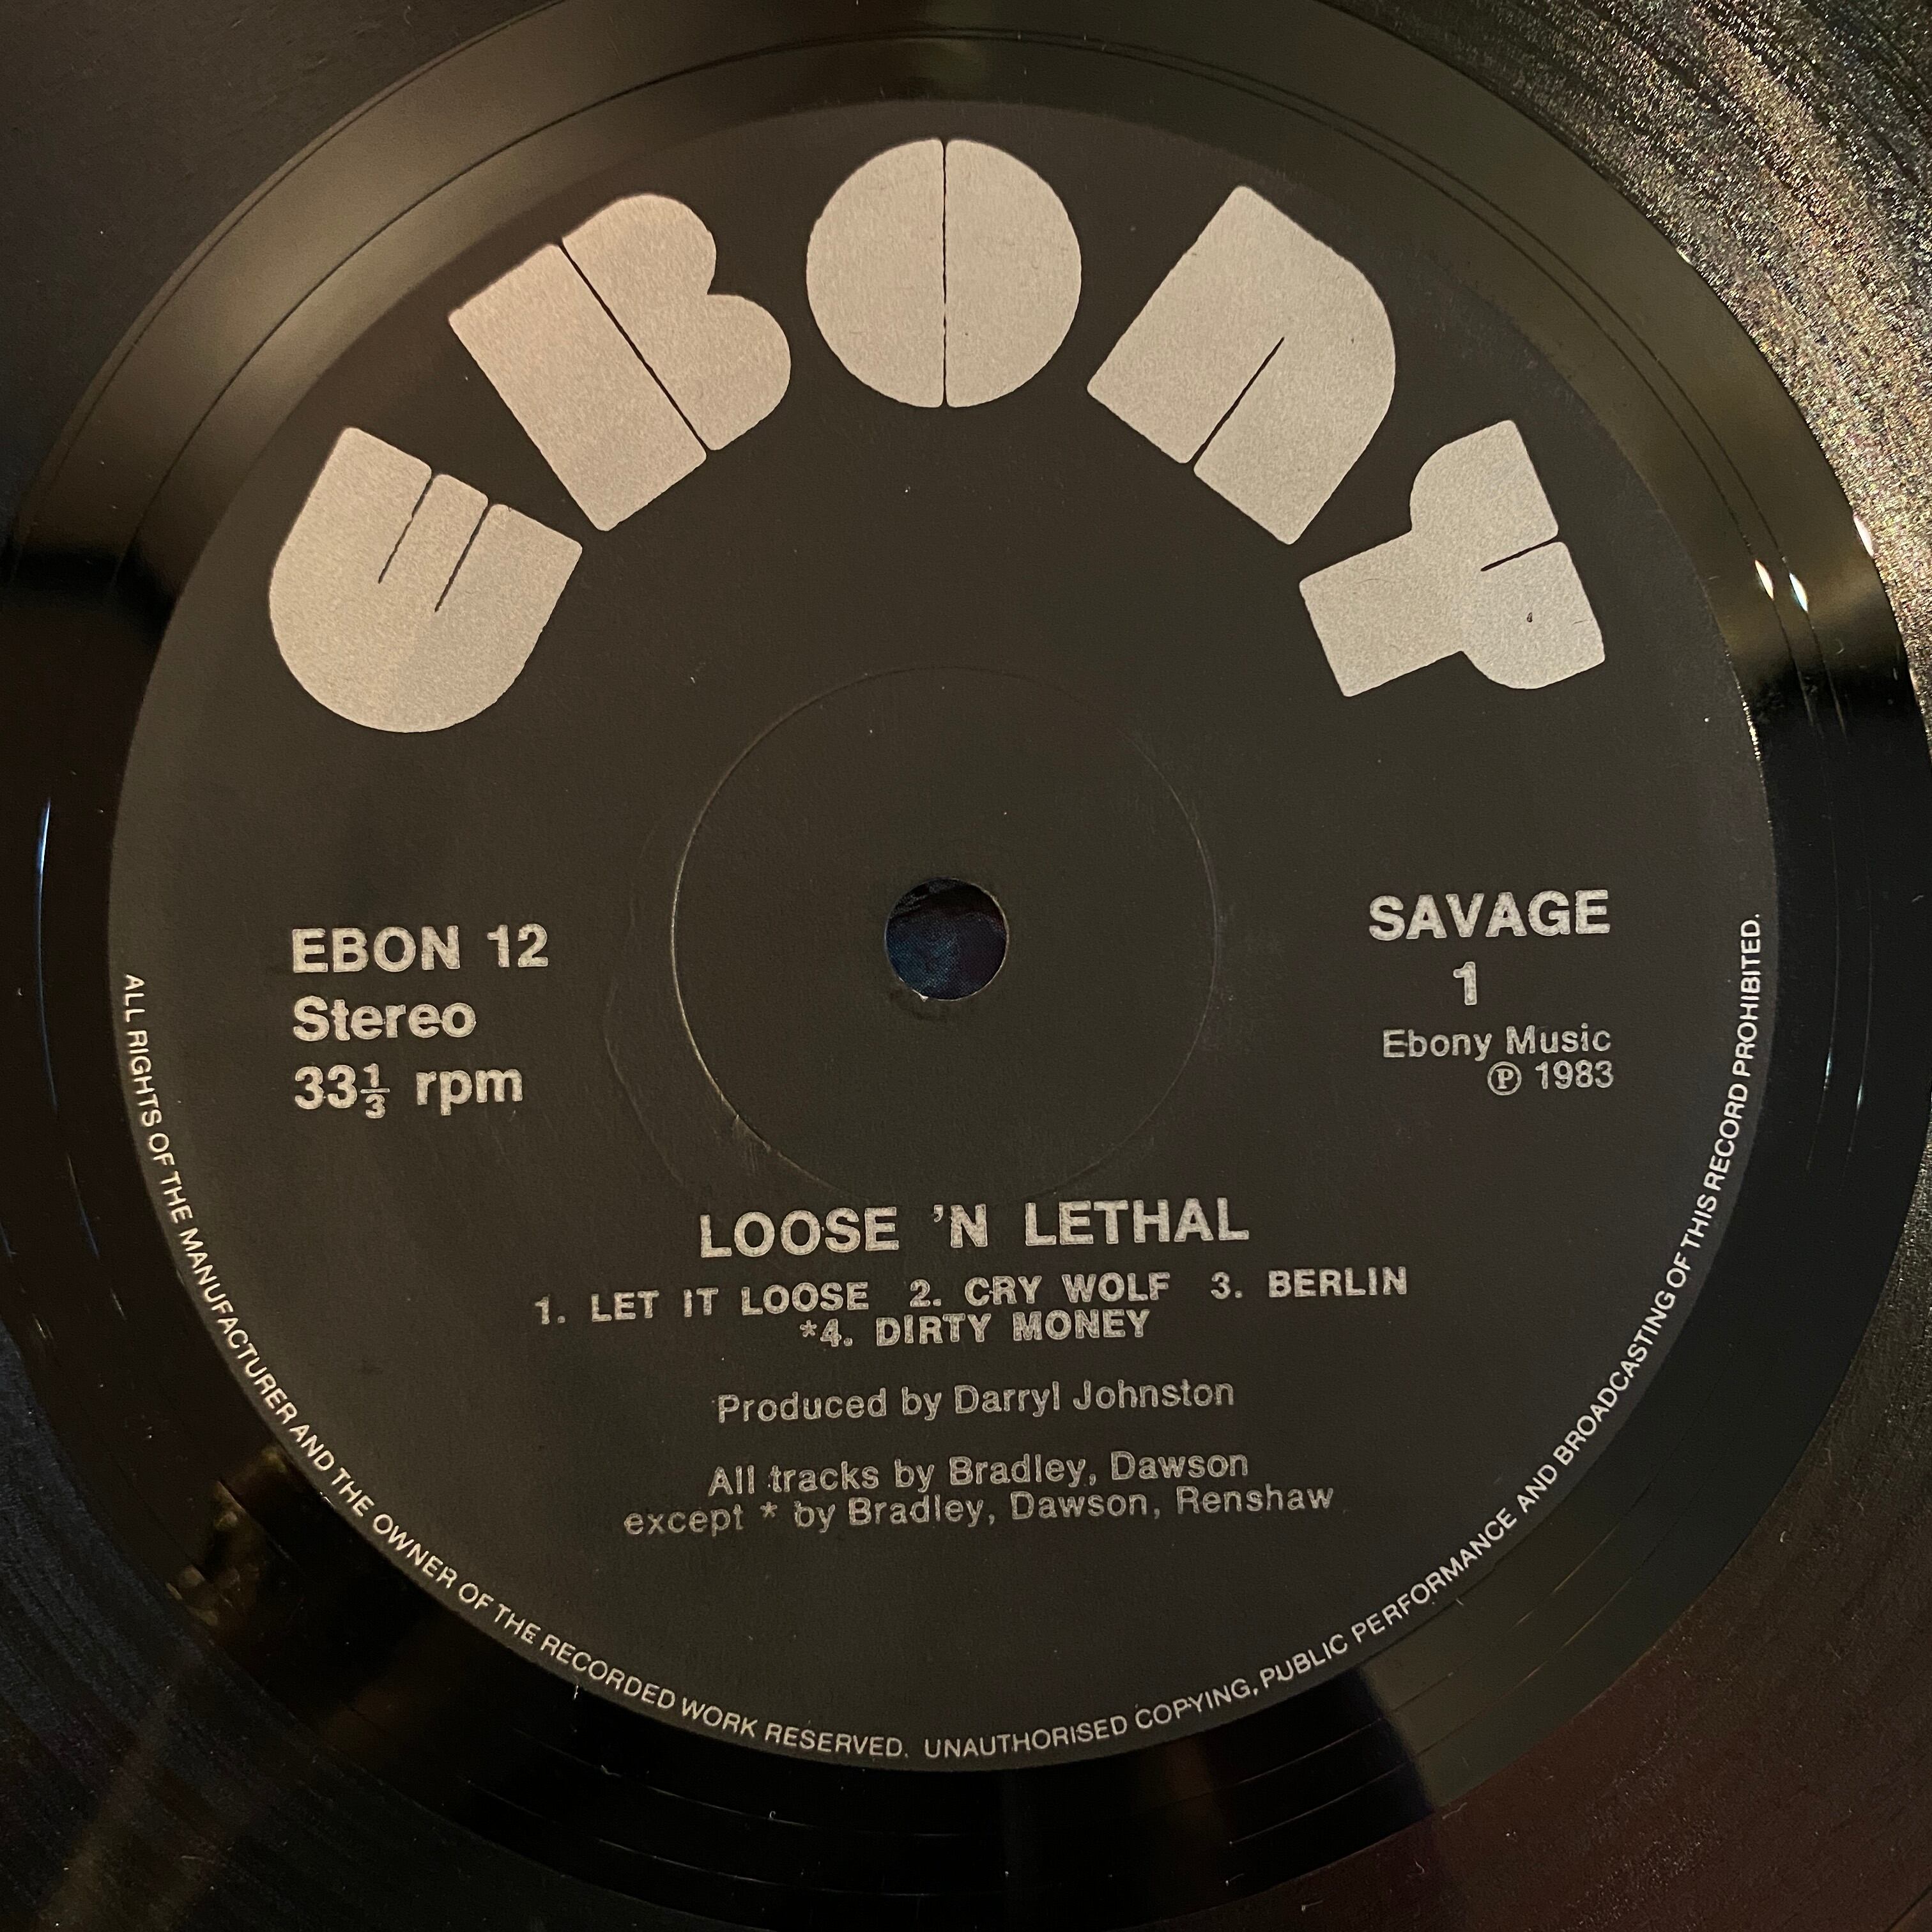 EBONY
EBON 12
Stereo
33⅓ rpm
SAVAGE
1
Ebony Music
℗ 1983
LOOSE 'N LETHAL
1. LET IT LOOSE 2. CRY WOLF 3. BERLIN
*4. DIRTY MONEY
Produced by Darryl Johnston
All tracks by Bradley, Dawson
except * by Bradley, Dawson, Renshaw
ALL RIGHTS OF THE MANUFACTURER AND THE OWNER OF THE RECORDED WORK RESERVED. UNAUTHORISED COPYING, PUBLIC PERFORMANCE AND BROADCASTING OF THIS RECORD PROHIBITED.